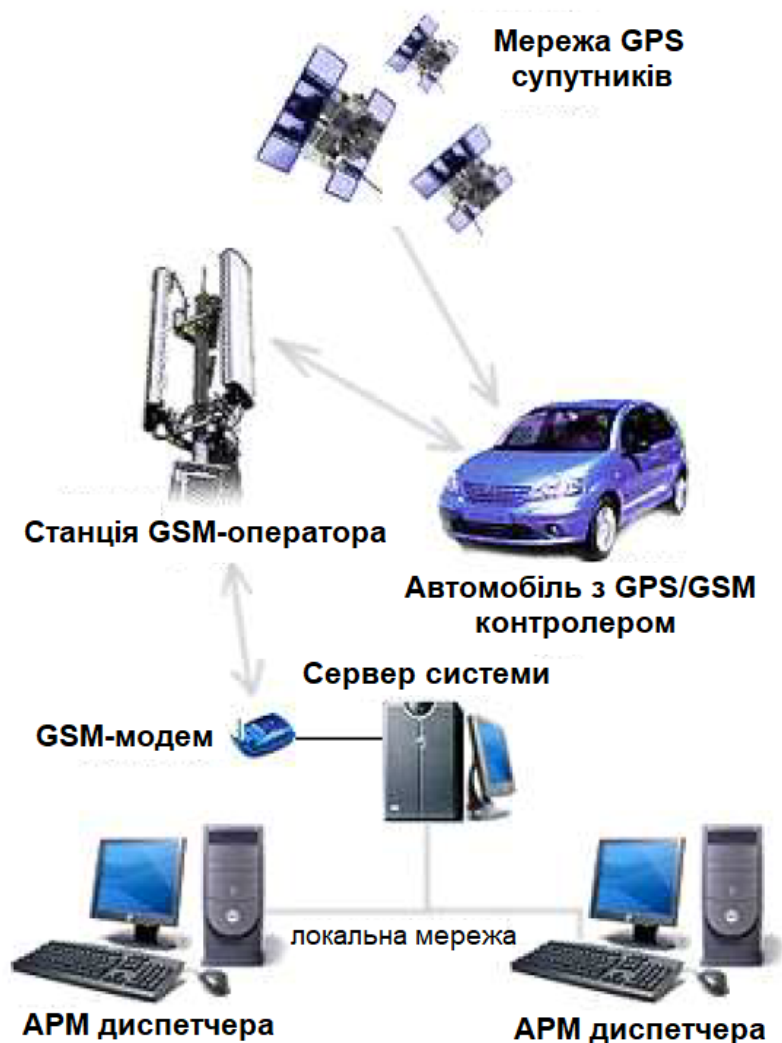 Мережа GPS
супутників
Станція GSM-оператора
Автомобіль з GPS/GSM
контролером
Сервер системи
GSM-модем
локальна мережа
АРМ диспетчера
АРМ диспетчера